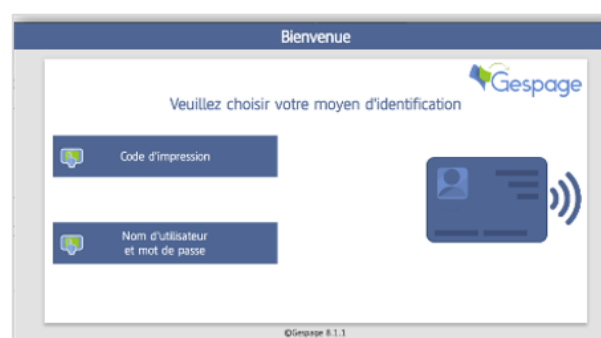 Bienvenue
Gespage
Veuillez choisir votre moyen d'identification
Code d'impression
Nom d'utilisateur
et mot de passe
©Gespage 8.1.1